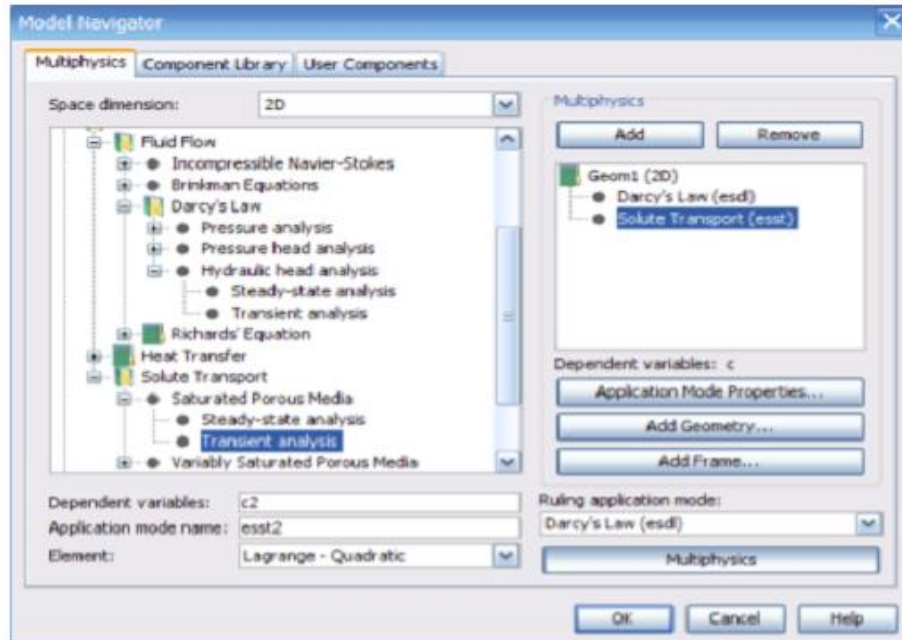 Model Navigator
Multiphysics Component Library User Components
Space dimension: 2D
Fluid Flow
Incompressible Navier-Stokes
Brinkman Equations
Darcy's Law
Pressure analysis
Pressure head analysis
Hydraulic head analysis
Steady-state analysis
Transient analysis
Richards' Equation
Heat Transfer
Solute Transport
Saturated Porous Media
Steady-state analysis
Transient analysis
Variably Saturated Porous Media
Dependent variables: c2
Application mode name: esst2
Element: Lagrange - Quadratic
Multiphysics
Add Remove
Geom1 (2D)
Darcy's Law (esdl)
Solute Transport (esst)
Dependent variables: c
Application Mode Properties...
Add Geometry...
Add Frame...
Ruling application mode:
Darcy's Law (esdl)
Multiphysics
OK Cancel Help